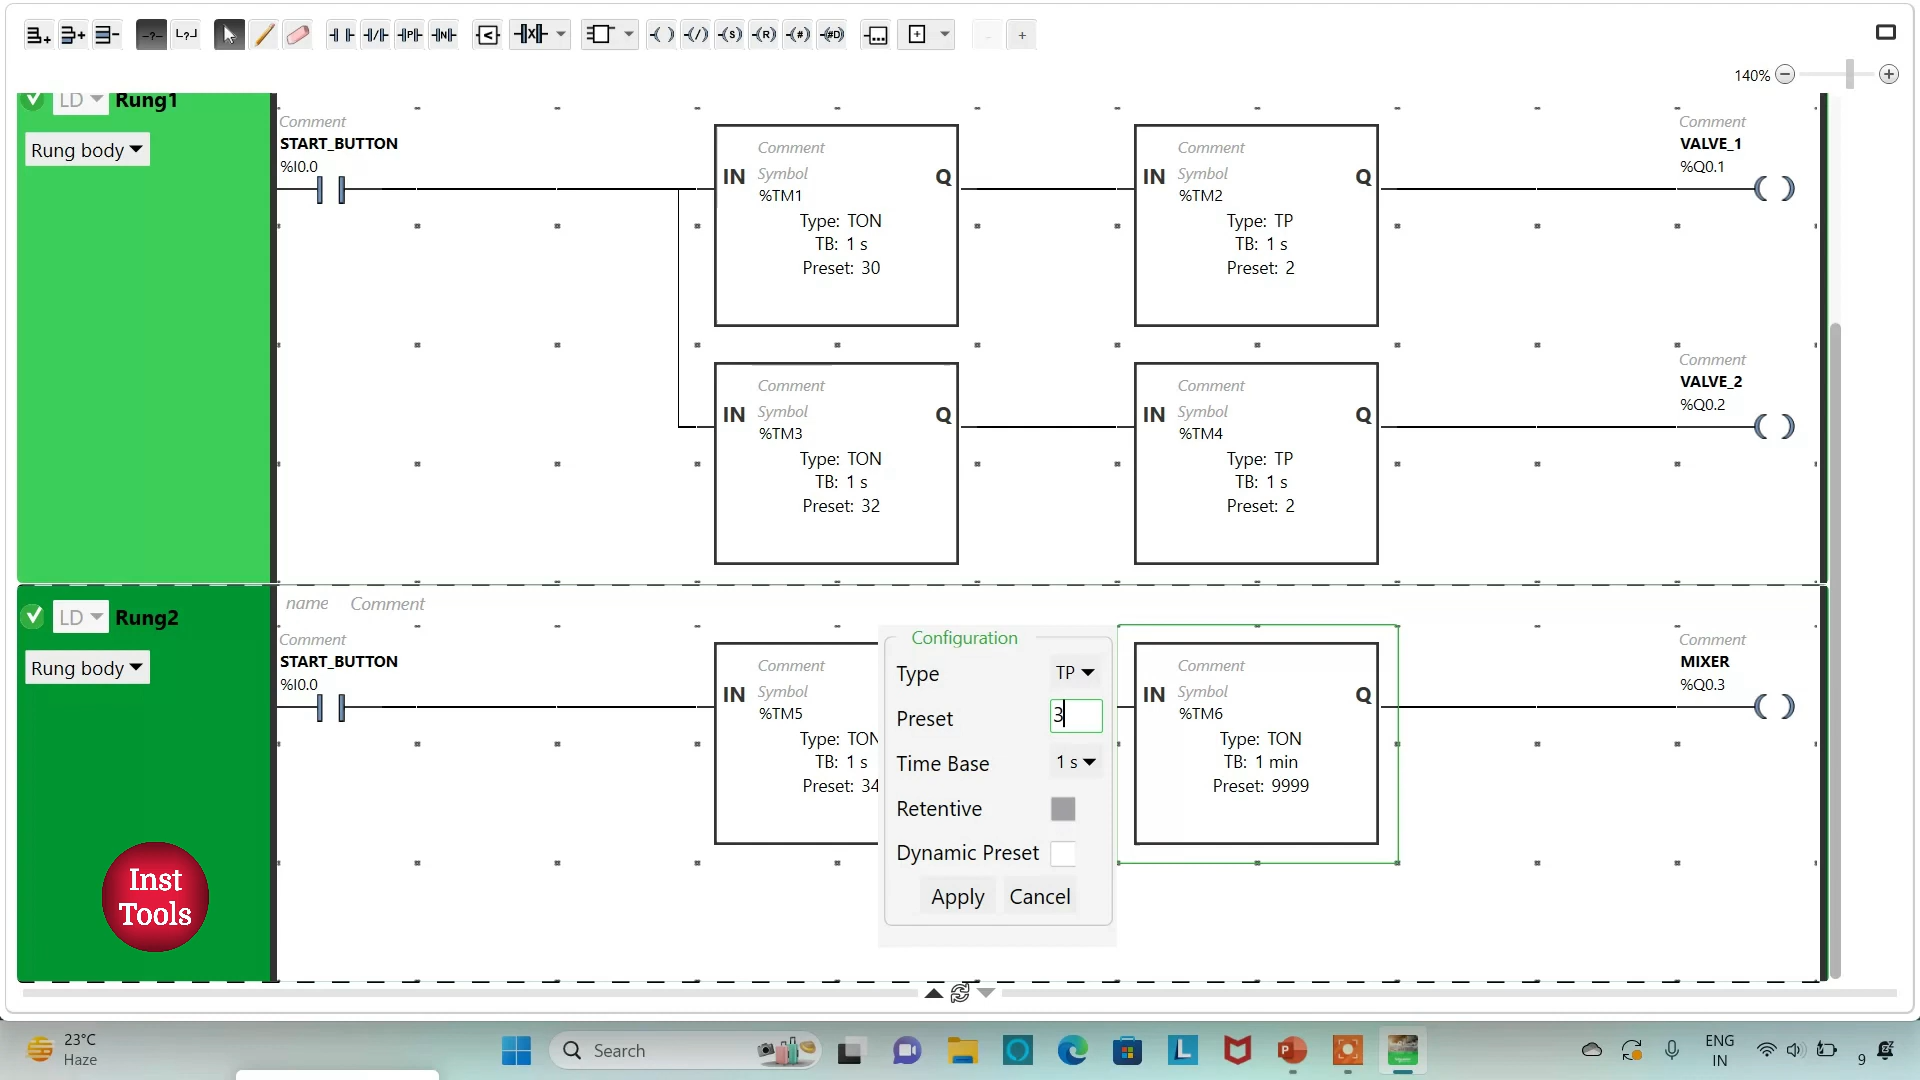 140%
LD Rung1
Rung body
Comment
START_BUTTON
%I0.0
Comment
IN Symbol Q
%TM1
Type: TON
TB: 1 s
Preset: 30
Comment
IN Symbol Q
%TM2
Type: TP
TB: 1 s
Preset: 2
Comment
VALVE_1
%Q0.1
Comment
IN Symbol Q
%TM3
Type: TON
TB: 1 s
Preset: 32
Comment
IN Symbol Q
%TM4
Type: TP
TB: 1 s
Preset: 2
Comment
VALVE_2
%Q0.2
LD Rung2
Rung body
name Comment
Comment
START_BUTTON
%I0.0
Comment
IN Symbol
%TM5
Type: TON
TB: 1 s
Preset: 34
Configuration
Type TP
Preset 3
Time Base 1 s
Retentive
Dynamic Preset
Apply Cancel
Comment
IN Symbol Q
%TM6
Type: TON
TB: 1 min
Preset: 9999
Comment
MIXER
%Q0.3
Inst
Tools
23°C
Haze
Search
ENG
IN
9